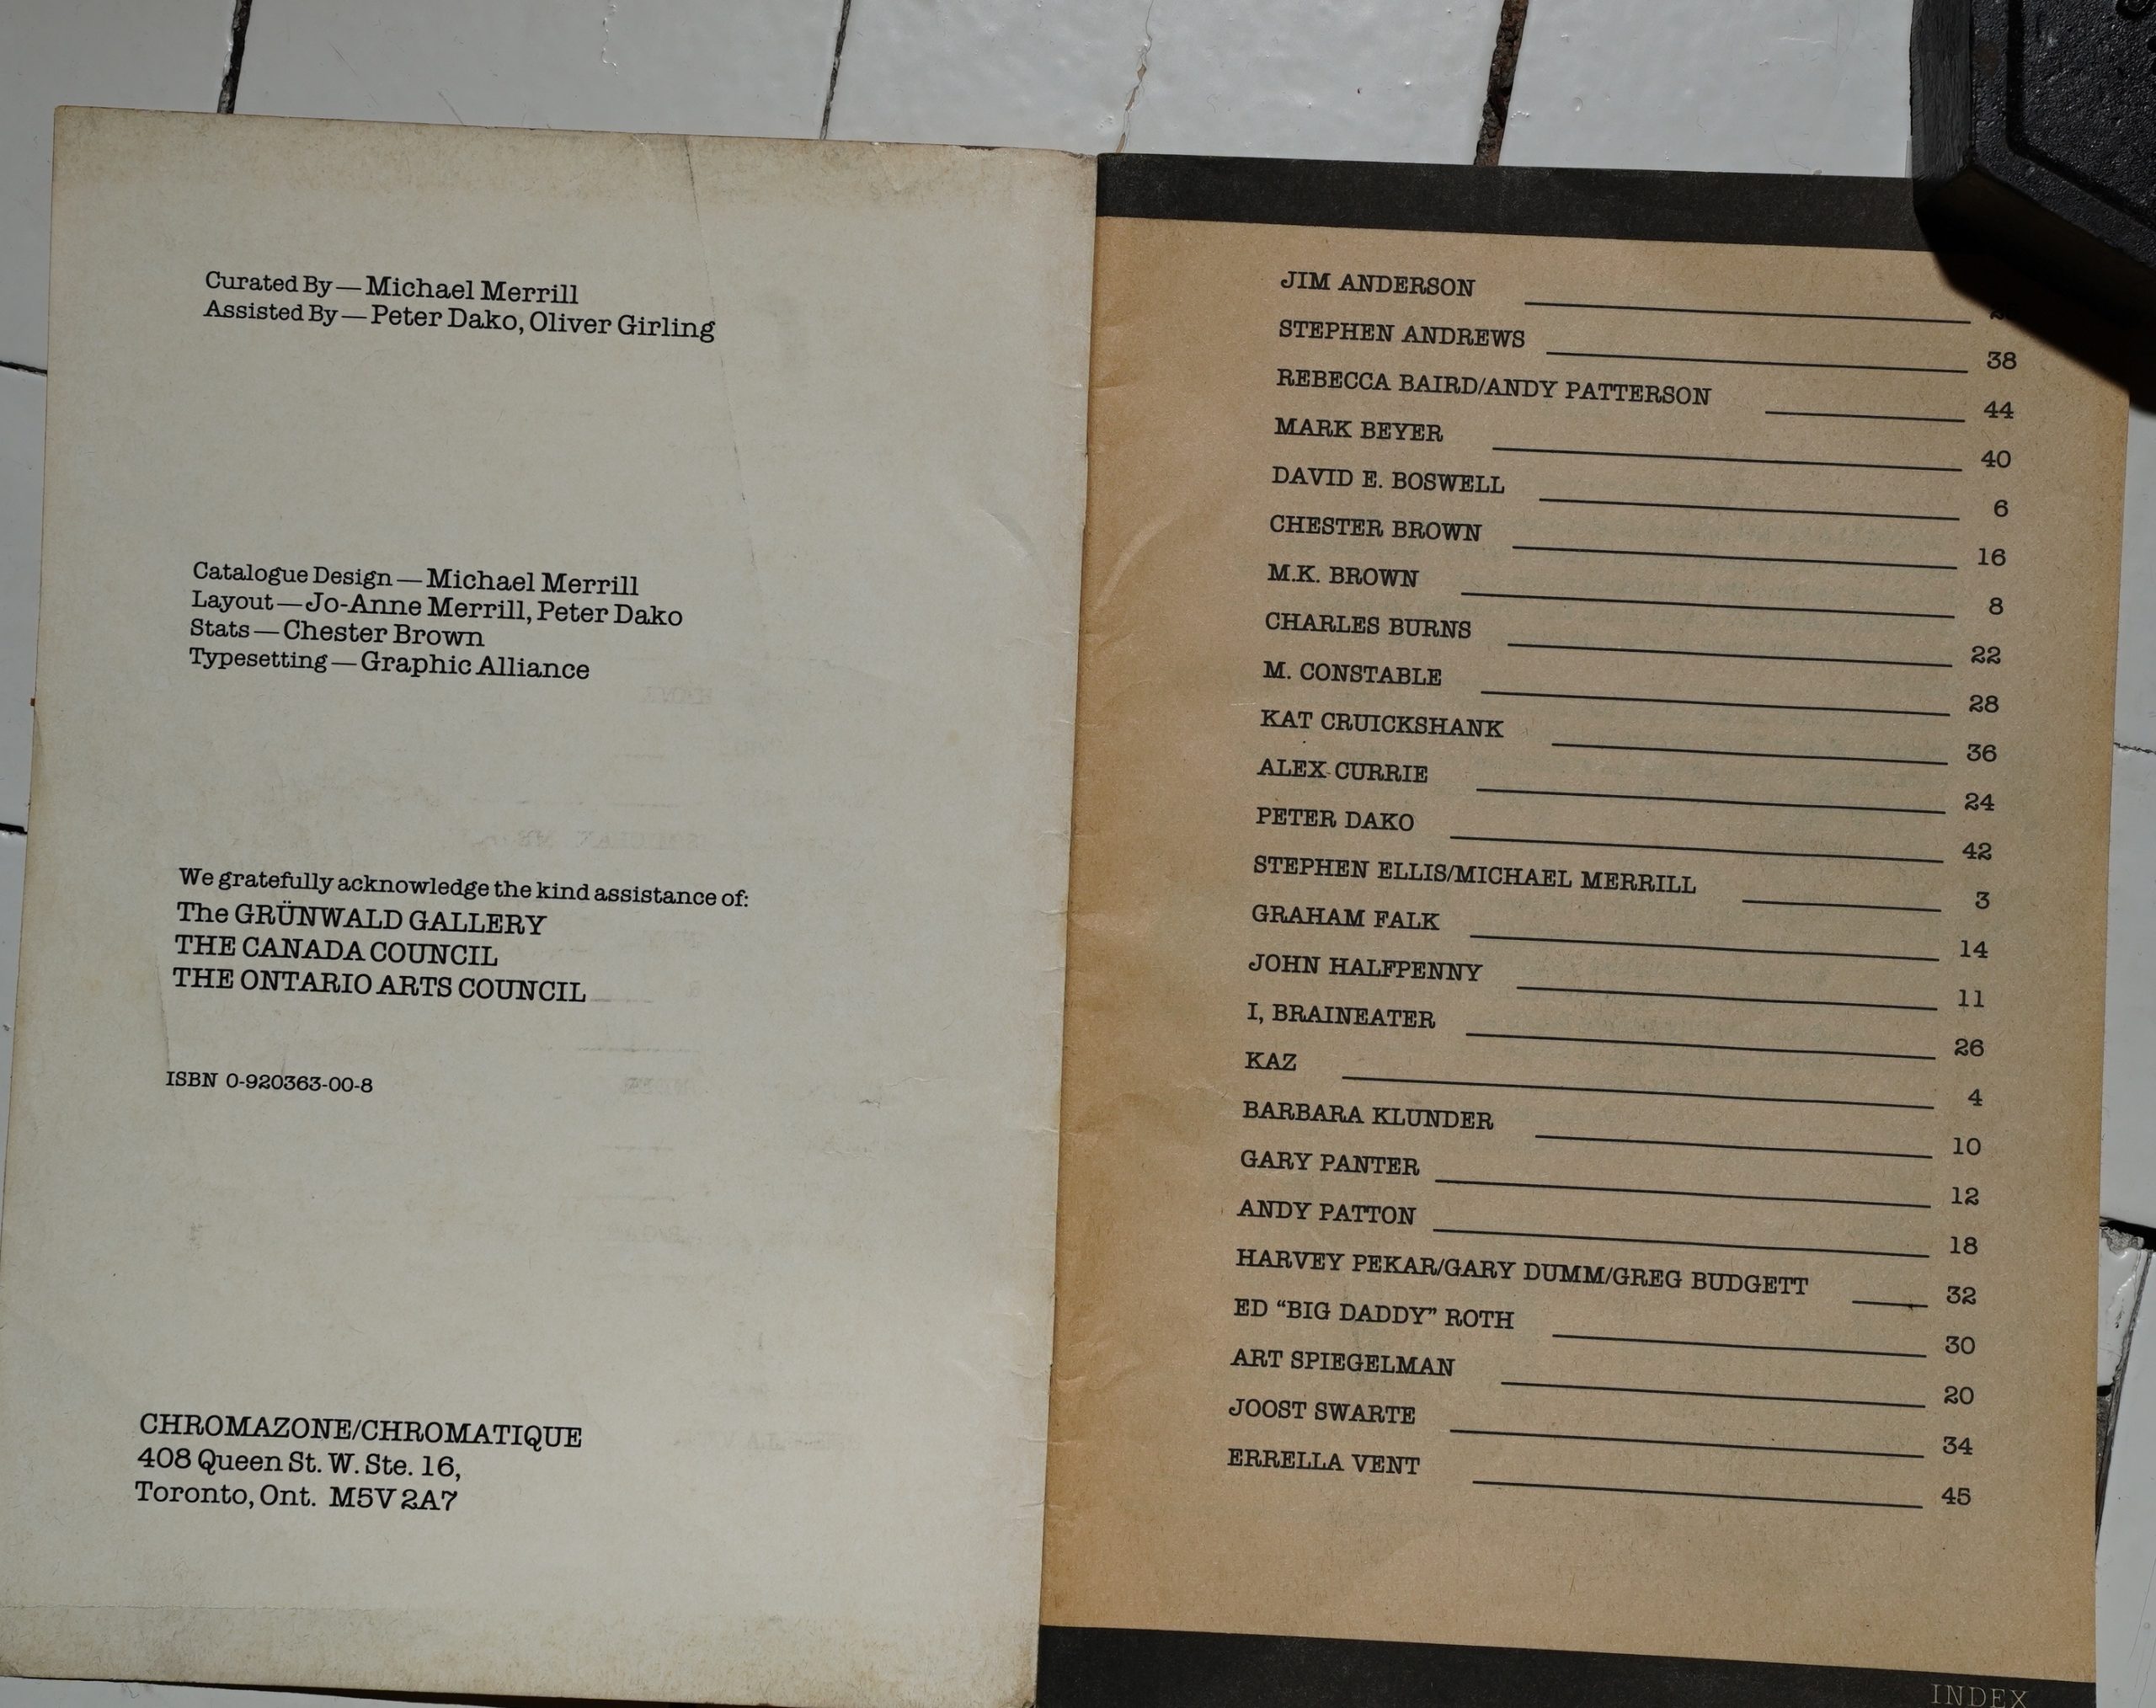 Curated By — Michael Merrill
Assisted By — Peter Dako, Oliver Girling
Catalogue Design — Michael Merrill
Layout — Jo-Anne Merrill, Peter Dako
Stats — Chester Brown
Typesetting — Graphic Alliance
We gratefully acknowledge the kind assistance of:
The GRÜNWALD GALLERY
THE CANADA COUNCIL
THE ONTARIO ARTS COUNCIL
ISBN 0-920363-00-8
CHROMAZONE/CHROMATIQUE
408 Queen St. W. Ste. 16,
Toronto, Ont. M5V 2A7
JIM ANDERSON
STEPHEN ANDREWS 38
REBECCA BAIRD/ANDY PATTERSON 44
MARK BEYER 40
DAVID E. BOSWELL 6
CHESTER BROWN 16
M.K. BROWN 8
CHARLES BURNS 22
M. CONSTABLE 28
KAT CRUICKSHANK 36
ALEX CURRIE 24
PETER DAKO 42
STEPHEN ELLIS/MICHAEL MERRILL 3
GRAHAM FALK 14
JOHN HALFPENNY 11
I, BRAINEATER 26
KAZ 4
BARBARA KLUNDER 10
GARY PANTER 12
ANDY PATTON 18
HARVEY PEKAR/GARY DUMM/GREG BUDGETT 32
ED “BIG DADDY” ROTH 30
ART SPIEGELMAN 20
JOOST SWARTE 34
ERRELLA VENT 45
INDEX